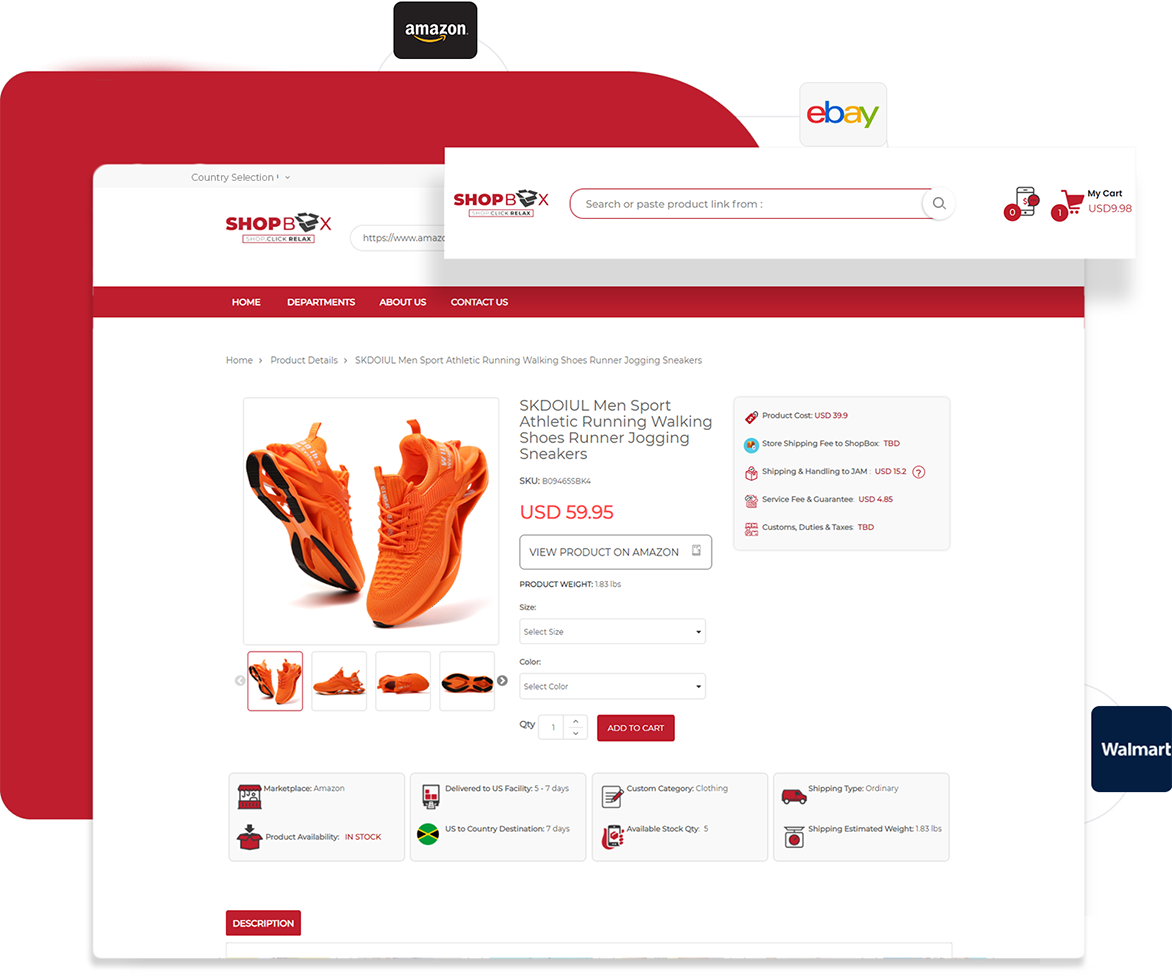 amazon
ebay
Country Selection
SHOPBOX
SHOP.CLICK.RELAX
https://www.amazo
SHOPBOX
SHOP.CLICK.RELAX
Search or paste product link from :
0
$
1
My Cart
USD9.98
HOME DEPARTMENTS ABOUT US CONTACT US
Home > Product Details > SKDOIUL Men Sport Athletic Running Walking Shoes Runner Jogging Sneakers
SKDOIUL Men Sport
Athletic Running Walking
Shoes Runner Jogging
Sneakers
SKU: B09465SBK4
USD 59.95
VIEW PRODUCT ON AMAZON
PRODUCT WEIGHT: 1.83 lbs
Size:
Select Size
Color:
Select Color
Qty 1 ADD TO CART
Product Cost: USD 39.9
Store Shipping Fee to ShopBox: TBD
Shipping & Handling to JAM : USD 15.2 ?
Service Fee & Guarantee: USD 4.85
Customs, Duties & Taxes: TBD
Marketplace: Amazon
Product Availability: IN STOCK
Delivered to US Facility: 5 - 7 days
US to Country Destination: 7 days
Custom Category: Clothing
Available Stock Qty: 5
Shipping Type: Ordinary
Shipping Estimated Weight: 1.83 lbs
Walmart
DESCRIPTION